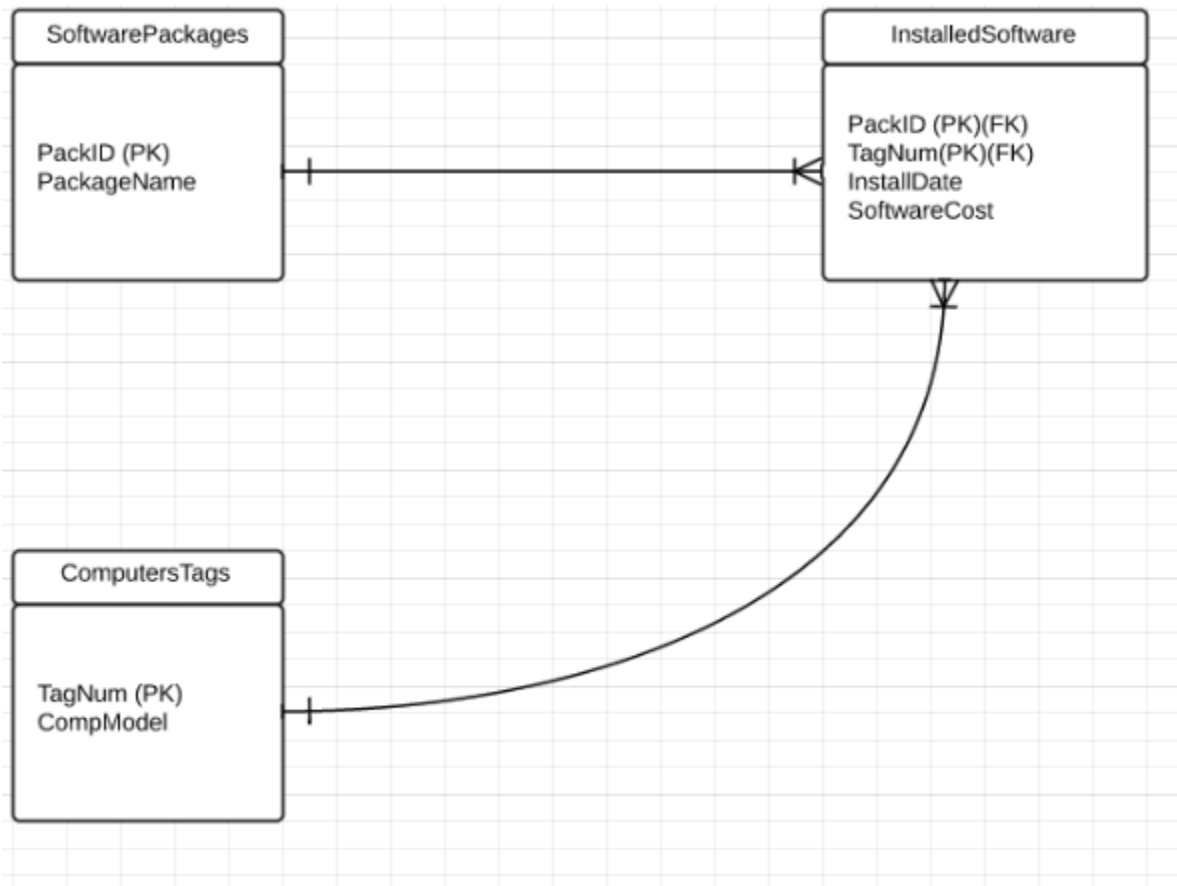 SoftwarePackages
PackID (PK)
PackageName
InstalledSoftware
PackID (PK)(FK)
TagNum(PK)(FK)
InstallDate
SoftwareCost
ComputersTags
TagNum (PK)
CompModel